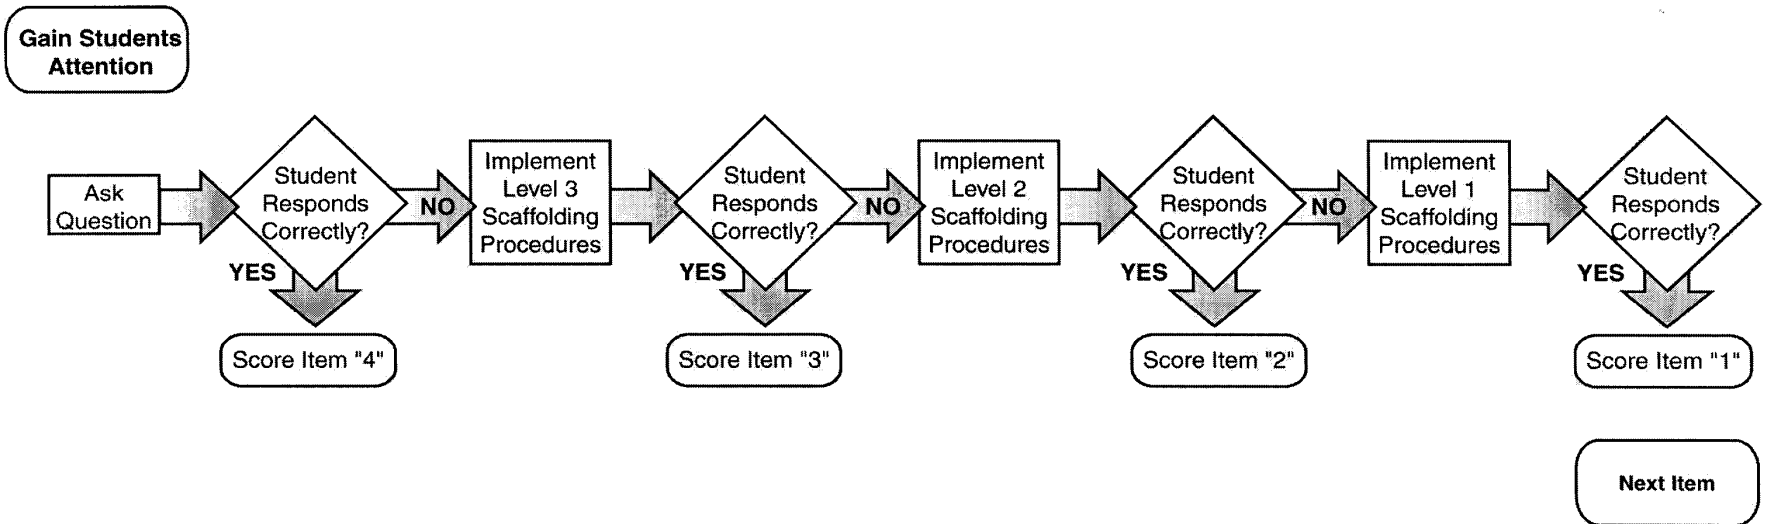 Gain Students
Attention
Ask
Question
Student
Responds
Correctly?
NO
YES
Score Item "4"
Implement
Level 3
Scaffolding
Procedures
Student
Responds
Correctly?
NO
YES
Score Item "3"
Implement
Level 2
Scaffolding
Procedures
Student
Responds
Correctly?
NO
YES
Score Item "2"
Implement
Level 1
Scaffolding
Procedures
Student
Responds
Correctly?
YES
Score Item "1"
Next Item